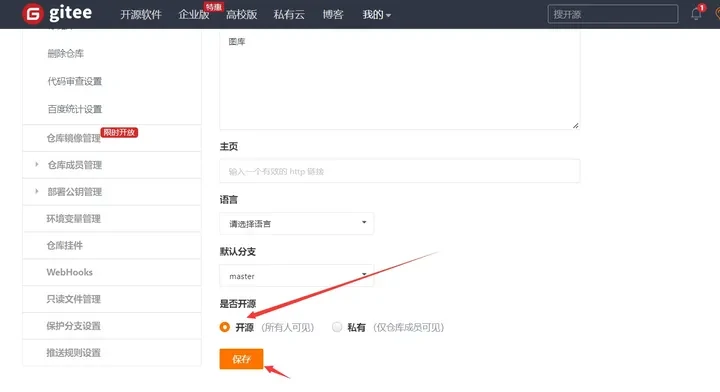 gitee 开源软件 企业版 特惠 高校版 私有云 博客 我的 搜开源 1
删除仓库
代码审查设置
百度统计设置
仓库镜像管理 限时开放
仓库成员管理
部署公钥管理
环境变量管理
仓库挂件
WebHooks
只读文件管理
保护分支设置
推送规则设置
图库
主页
输入一个有效的 http 链接
语言
请选择语言
默认分支
master
是否开源
开源 (所有人可见) 私有 (仅仓库成员可见)
保存